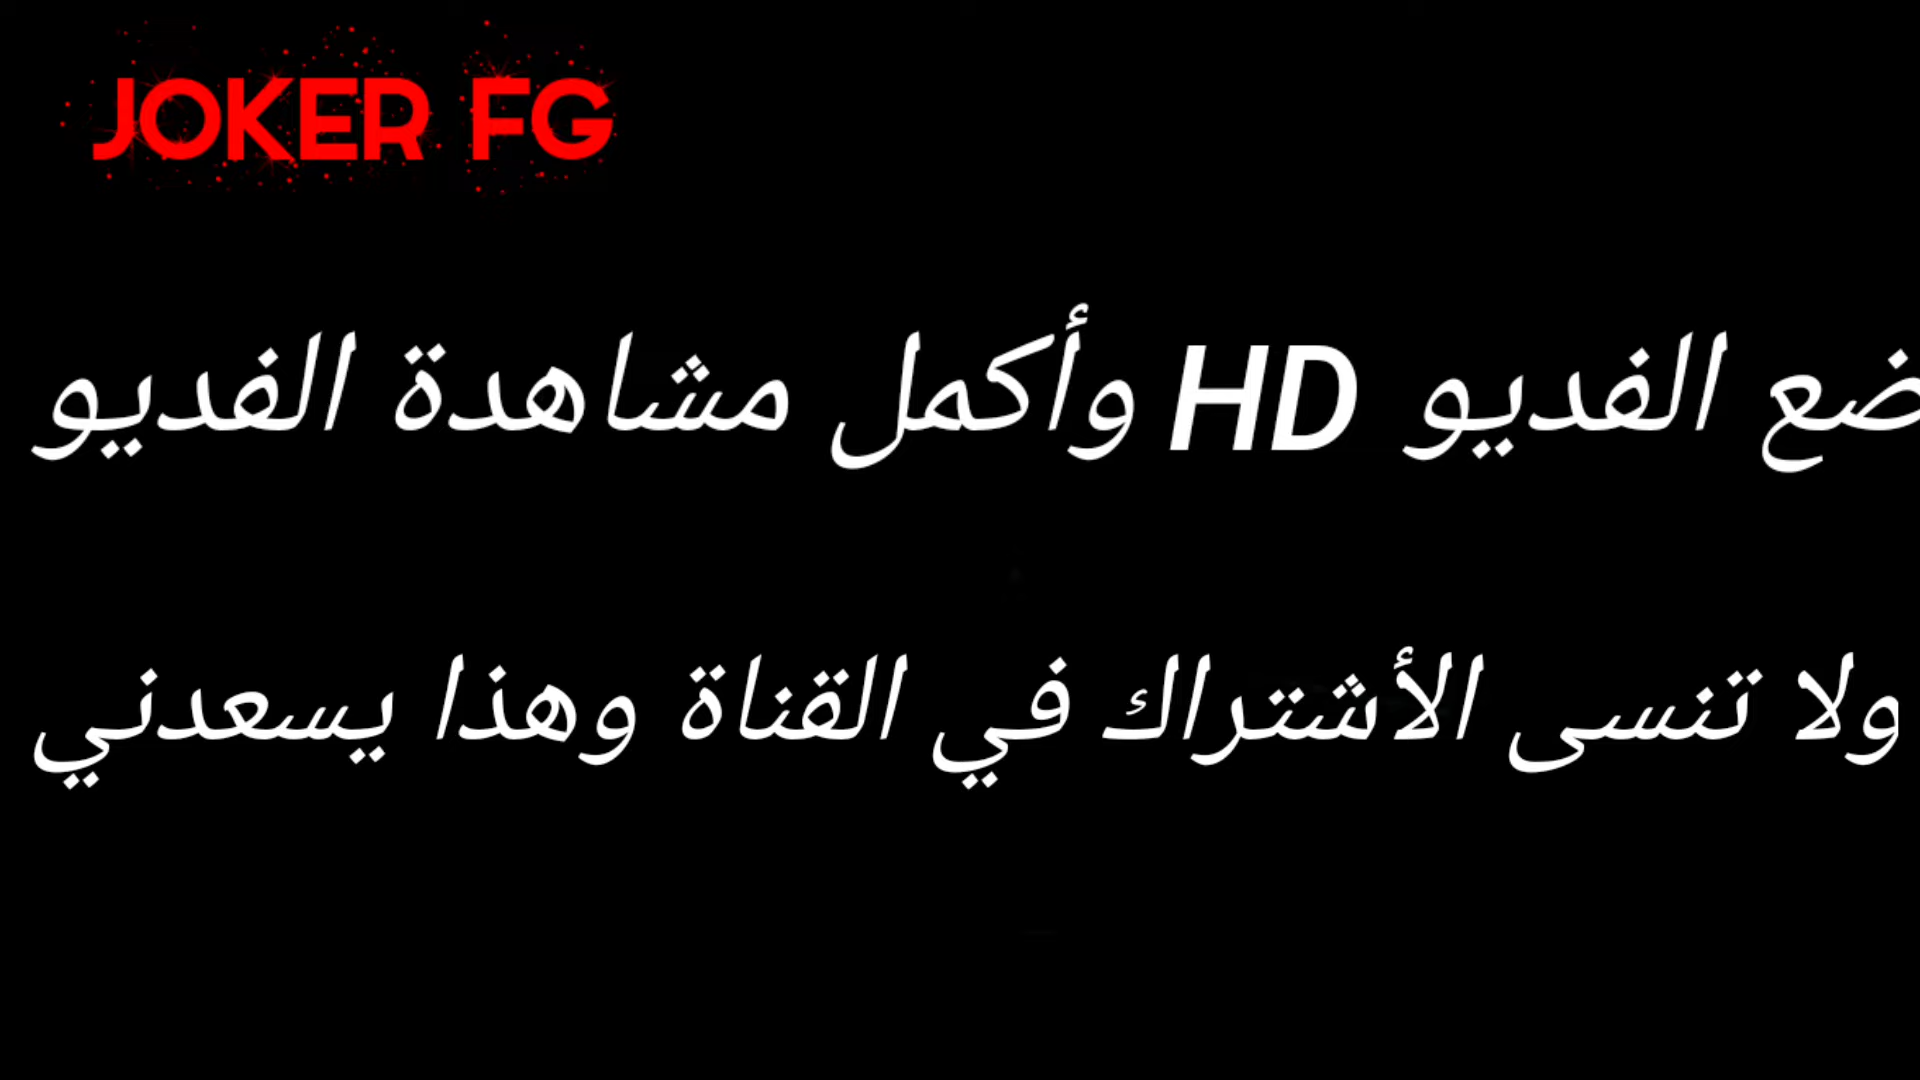 JOKER FG
ضع الفديو HD وأكمل مشاهدة الفديو
ولا تنسى الأشتراك في القناة وهذا يسعدني